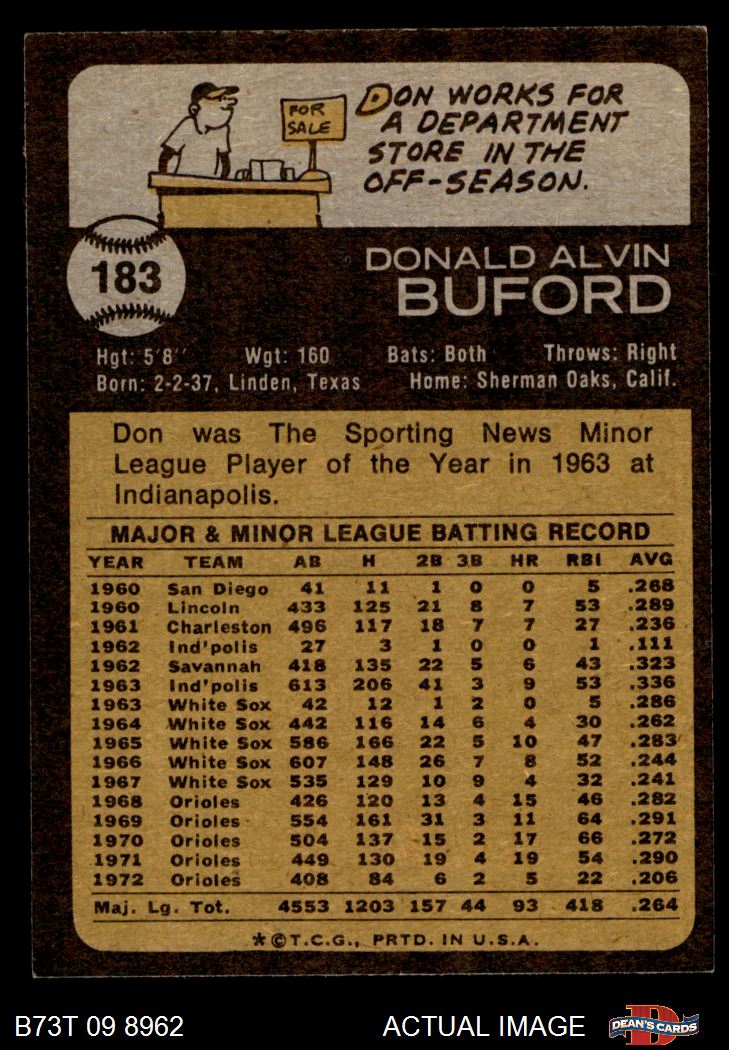 FOR
SALE
DON WORKS FOR
A DEPARTMENT
STORE IN THE
OFF-SEASON.
183
DONALD ALVIN
BUFORD
Hgt: 5'8" Wgt: 160 Bats: Both Throws: Right
Born: 2-2-37, Linden, Texas Home: Sherman Oaks, Calif.
Don was The Sporting News Minor
League Player of the Year in 1963 at
Indianapolis.
MAJOR & MINOR LEAGUE BATTING RECORD
YEAR TEAM AB H 2B 3B HR RBI AVG
1960 San Diego 41 11 1 0 0 5 .268
1960 Lincoln 433 125 21 8 7 53 .289
1961 Charleston 496 117 18 7 7 27 .236
1962 Ind'polis 27 3 1 0 0 1 .111
1962 Savannah 418 135 22 5 6 43 .323
1963 Ind'polis 613 206 41 3 9 53 .336
1963 White Sox 42 12 1 2 0 5 .286
1964 White Sox 442 116 14 6 4 30 .262
1965 White Sox 586 166 22 5 10 47 .283
1966 White Sox 607 148 26 7 8 52 .244
1967 White Sox 535 129 10 9 4 32 .241
1968 Orioles 426 120 13 4 15 46 .282
1969 Orioles 554 161 31 3 11 64 .291
1970 Orioles 504 137 15 2 17 66 .272
1971 Orioles 449 130 19 4 19 54 .290
1972 Orioles 408 84 6 2 5 22 .206
Maj. Lg. Tot. 4553 1203 157 44 93 418 .264
*©T.C.G., PRTD. IN U.S.A.
B73T 09 8962 ACTUAL IMAGE DEAN'S CARDS